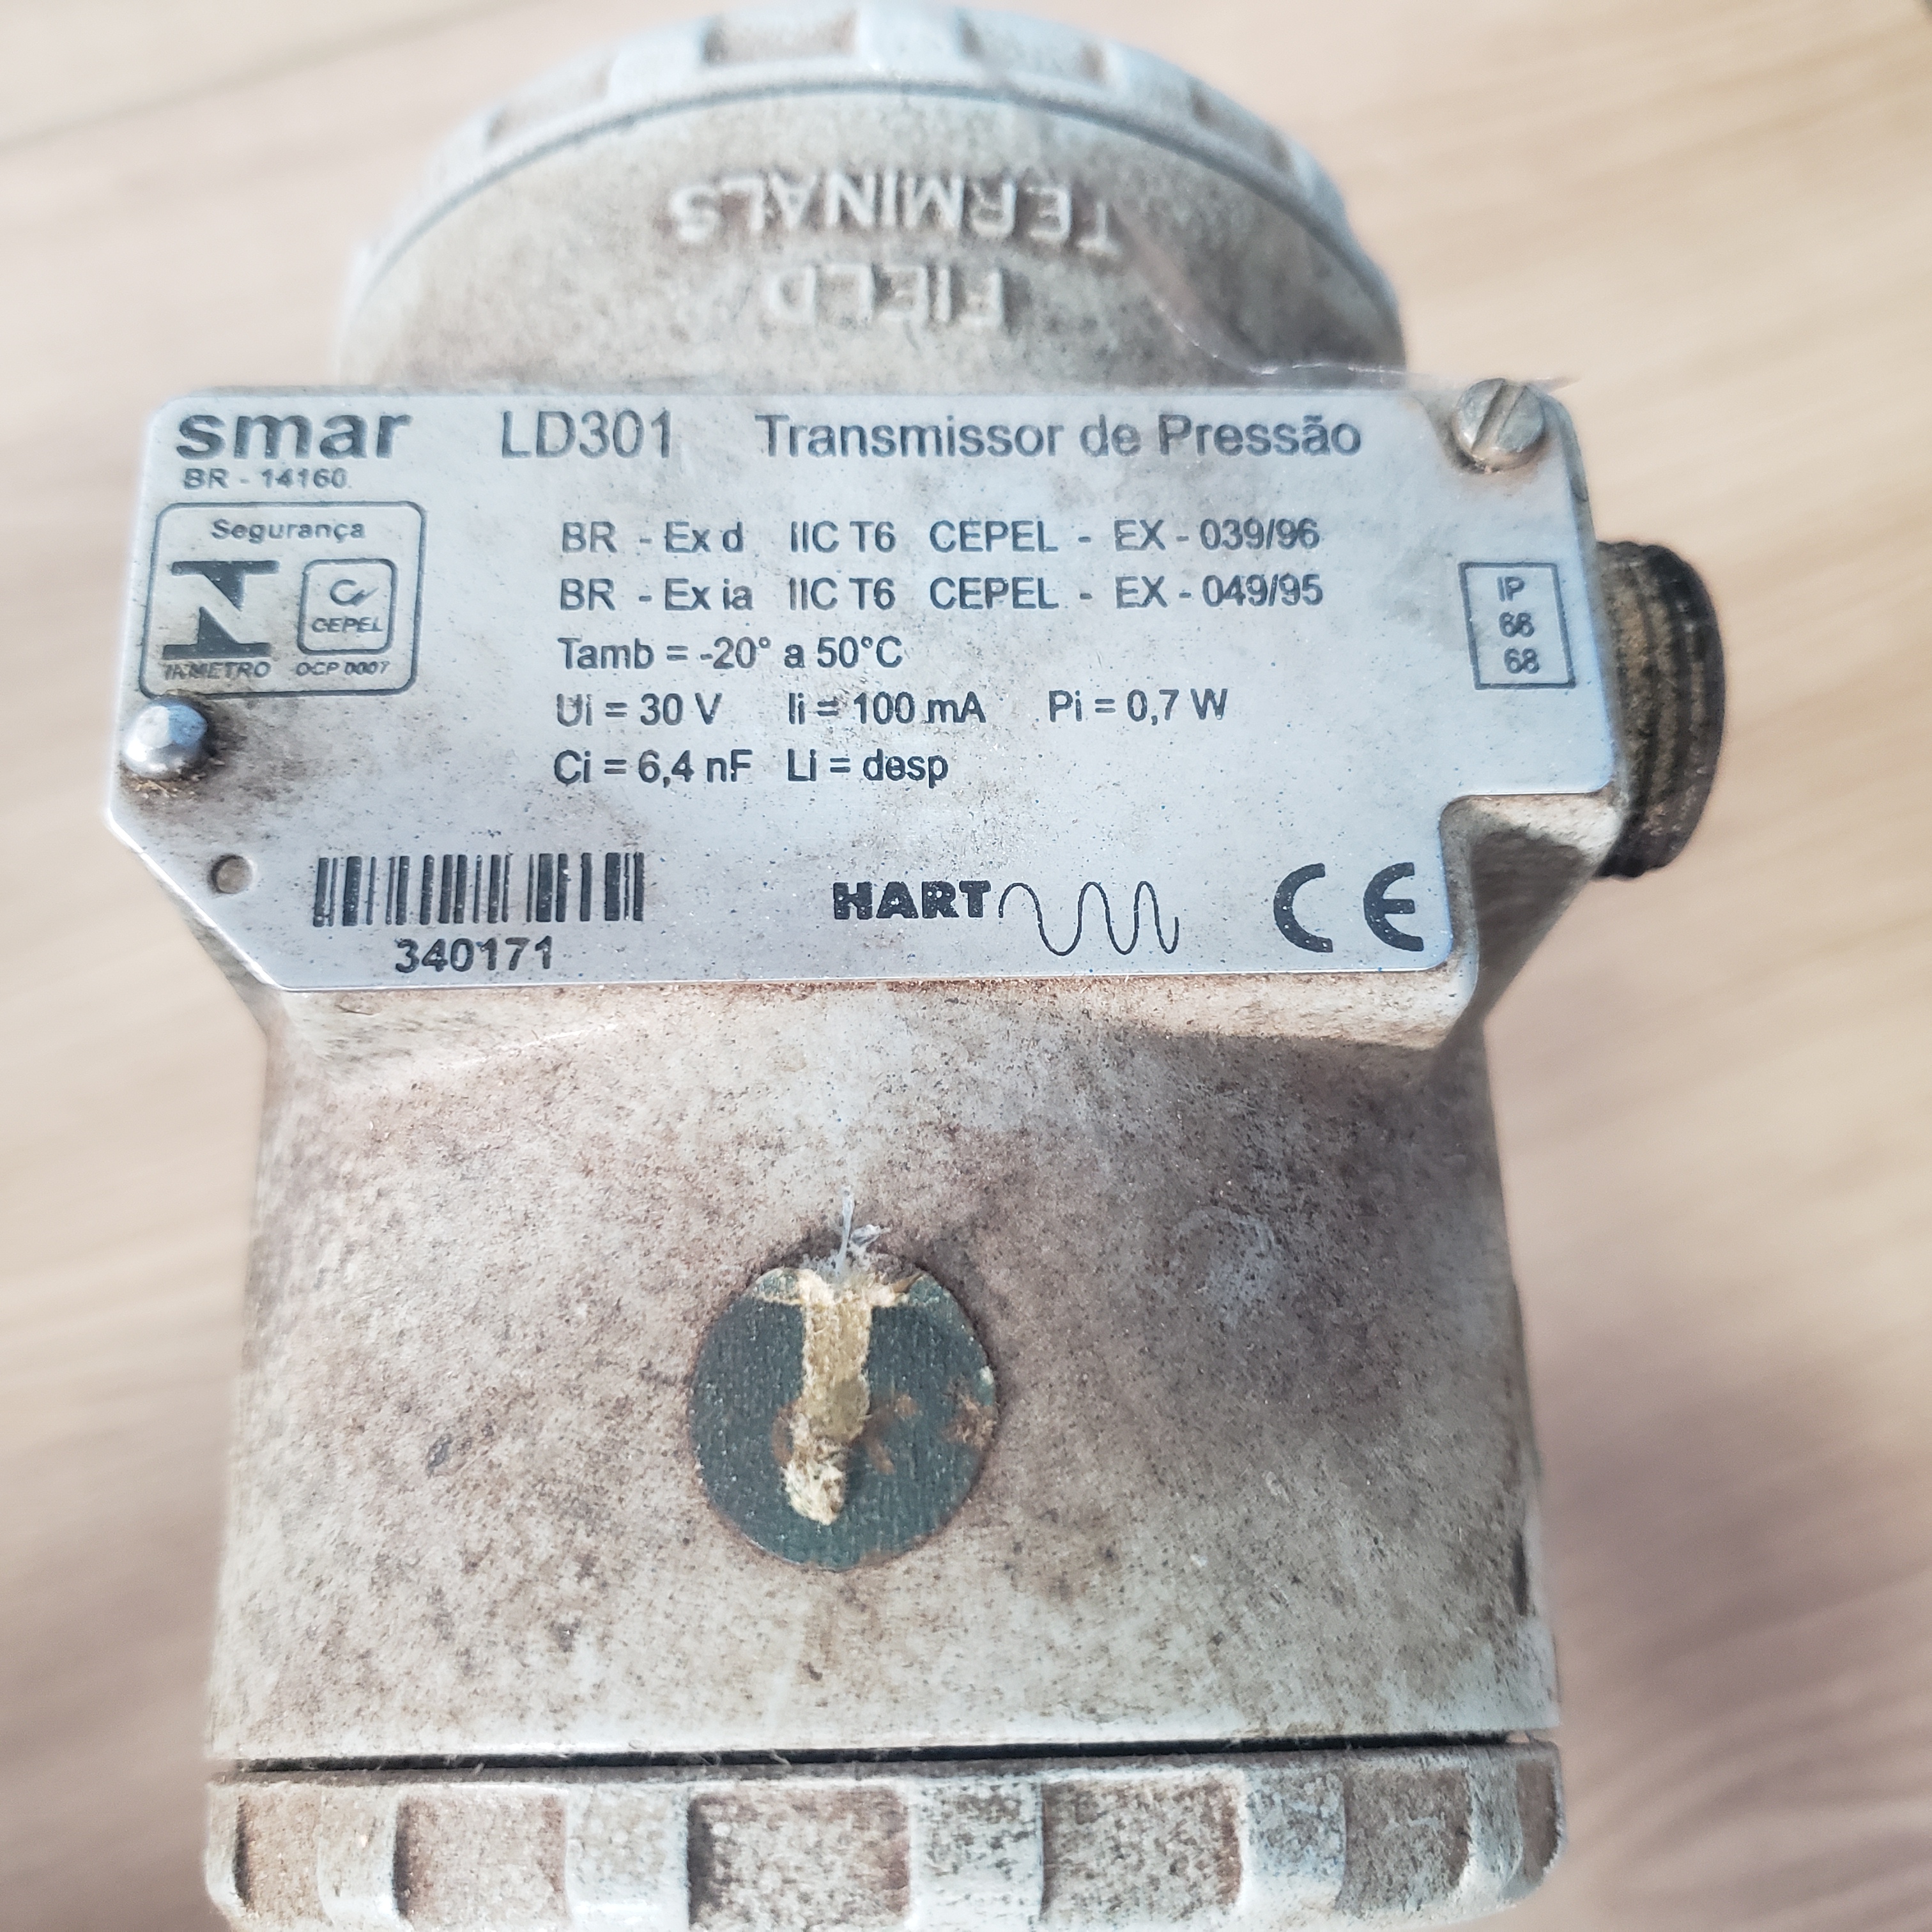 FIELD
TERMINALS
smar LD301 Transmissor de Pressão
BR - 14160
Segurança
CEPEL
INMETRO OCP 0007
BR - Ex d IIC T6 CEPEL - EX - 039/96
BR - Ex ia IIC T6 CEPEL - EX - 049/95
Tamb = -20° a 50°C
Ui = 30 V Ii = 100 mA Pi = 0,7 W
Ci = 6,4 nF Li = desp
IP
66
68
340171
HART
CE